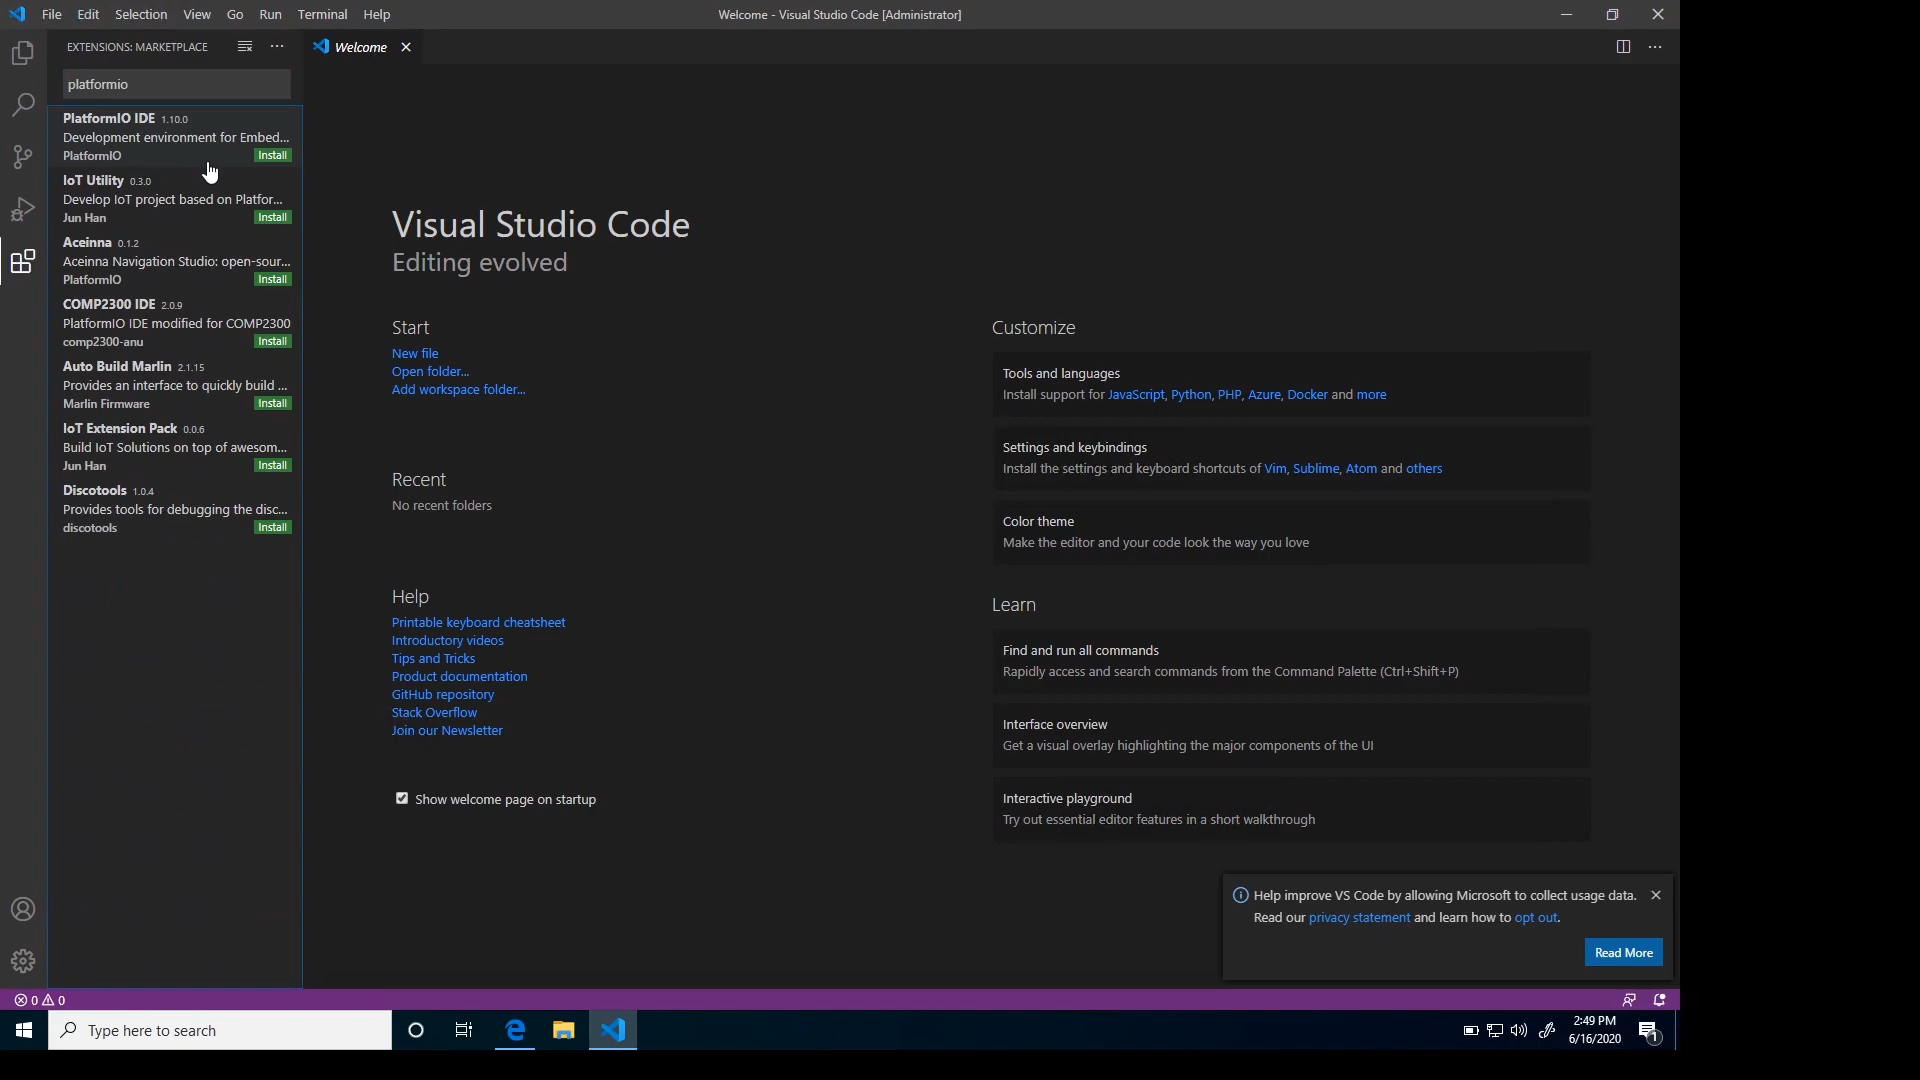 File Edit Selection View Go Run Terminal Help
Welcome - Visual Studio Code [Administrator]
EXTENSIONS: MARKETPLACE
Welcome
platformio
PlatformIO IDE 1.10.0
Development environment for Embed...
PlatformIO Install
IoT Utility 0.3.0
Develop IoT project based on Platfor...
Jun Han Install
Aceinna 0.1.2
Aceinna Navigation Studio: open-sour...
PlatformIO Install
COMP2300 IDE 2.0.9
PlatformIO IDE modified for COMP2300
comp2300-anu Install
Auto Build Marlin 2.1.15
Provides an interface to quickly build ...
Marlin Firmware Install
IoT Extension Pack 0.0.6
Build IoT Solutions on top of awesom...
Jun Han Install
Discotools 1.0.4
Provides tools for debugging the disc...
discotools Install
Visual Studio Code
Editing evolved
Start
New file
Open folder...
Add workspace folder...
Recent
No recent folders
Help
Printable keyboard cheatsheet
Introductory videos
Tips and Tricks
Product documentation
GitHub repository
Stack Overflow
Join our Newsletter
Show welcome page on startup
Customize
Tools and languages
Install support for JavaScript, Python, PHP, Azure, Docker and more
Settings and keybindings
Install the settings and keyboard shortcuts of Vim, Sublime, Atom and others
Color theme
Make the editor and your code look the way you love
Learn
Find and run all commands
Rapidly access and search commands from the Command Palette (Ctrl+Shift+P)
Interface overview
Get a visual overlay highlighting the major components of the UI
Interactive playground
Try out essential editor features in a short walkthrough
Help improve VS Code by allowing Microsoft to collect usage data.
Read our privacy statement and learn how to opt out.
Read More
0 0
Type here to search
2:49 PM
6/16/2020
1